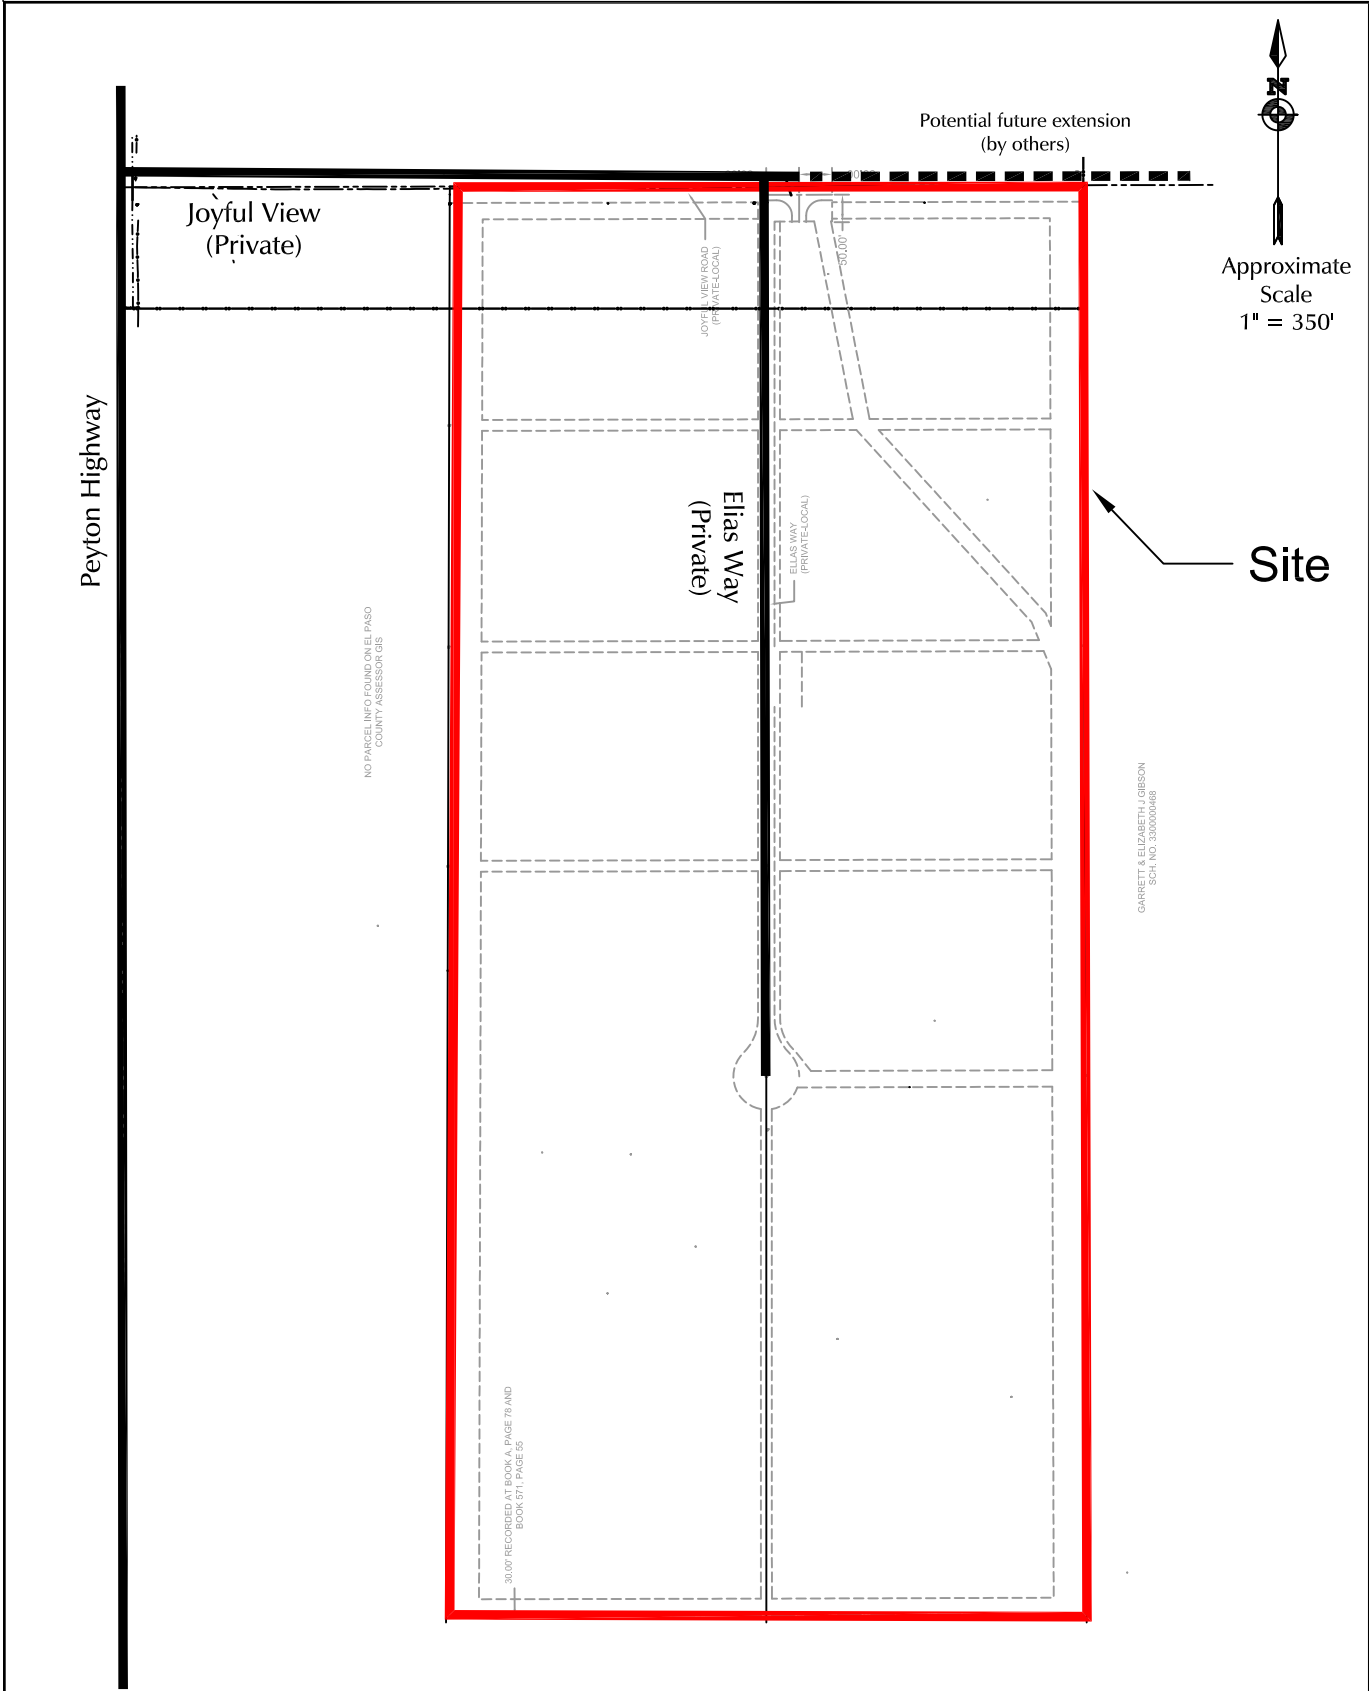 Potential future extension
(by others)
N
Joyful View
(Private)
Approximate
Scale
1" = 350'
JOYFUL VIEW ROAD
(PRIVATE-LOCAL)
50.00'
Peyton Highway
Elias Way
(Private)
ELLAS WAY
(PRIVATE-LOCAL)
Site
NO PARCEL INFO FOUND ON EL PASO
COUNTY ASSESSOR GIS
GARRETT & ELIZABETH J GIBSON
SCH. NO. 3300000468
30.00' RECORDED AT BOOK A, PAGE 78 AND
BOOK 571, PAGE 55